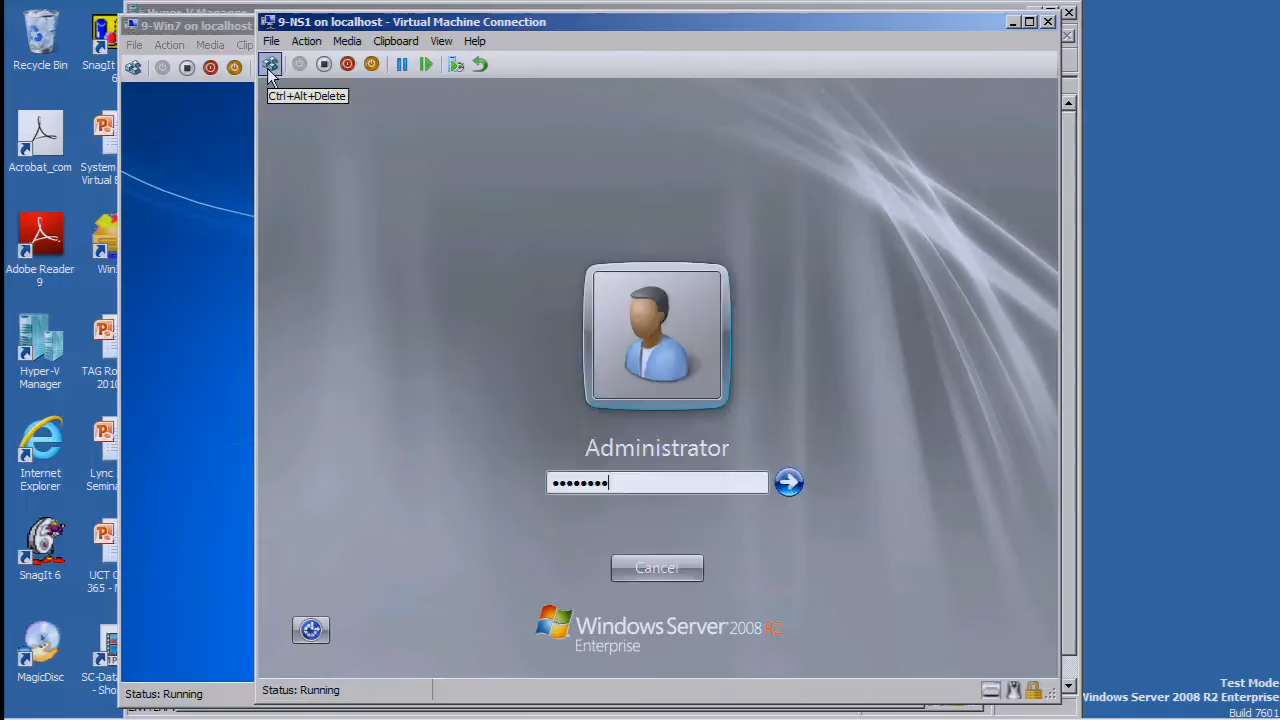 9-Win7 on localhost
File Action Media Clip
9-NS1 on localhost - Virtual Machine Connection
File Action Media Clipboard View Help
Ctrl+Alt+Delete
Recycle Bin
SnagIt 6
Acrobat_com
System
Virtual E
Adobe Reader
9
Win
Hyper-V
Manager
TAG Ro
2010
Internet
Explorer
Lync
Semina
SnagIt 6
UCT
365 -
MagicDisc
SC-Data
- Sho
Administrator
••••••••
Cancel
Windows Server 2008 R2
Enterprise
Status: Running
Status: Running
Test Mode
Windows Server 2008 R2 Enterprise
Build 7601